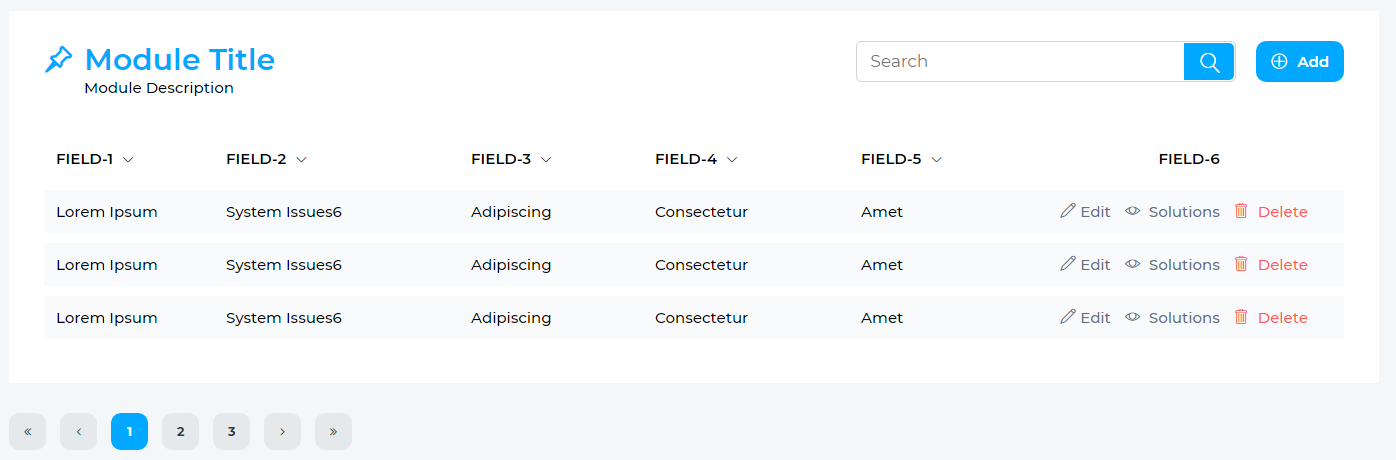 Module Title
Module Description
Search
Add
FIELD-1 FIELD-2 FIELD-3 FIELD-4 FIELD-5 FIELD-6
Lorem Ipsum System Issues6 Adipiscing Consectetur Amet Edit Solutions Delete
Lorem Ipsum System Issues6 Adipiscing Consectetur Amet Edit Solutions Delete
Lorem Ipsum System Issues6 Adipiscing Consectetur Amet Edit Solutions Delete
« ‹ 1 2 3 › »